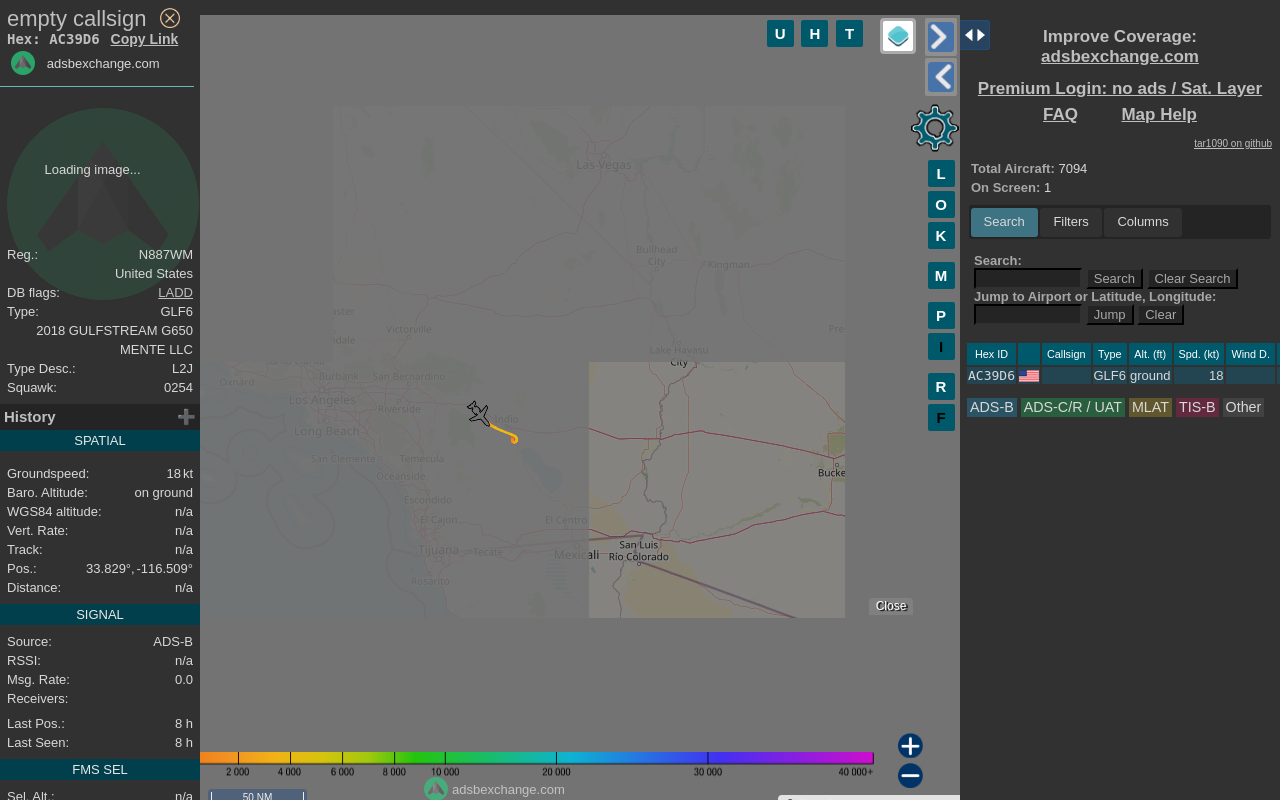 empty callsign
Hex: AC39D6 Copy Link
adsbexchange.com
Loading image...
Reg.: N887WM
United States
DB flags: LADD
Type: GLF6
2018 GULFSTREAM G650
MENTE LLC
Type Desc.: L2J
Squawk: 0254
History
SPATIAL
Groundspeed: 18 kt
Baro. Altitude: on ground
WGS84 altitude: n/a
Vert. Rate: n/a
Track: n/a
Pos.: 33.829°, -116.509°
Distance: n/a
SIGNAL
Source: ADS-B
RSSI: n/a
Msg. Rate: 0.0
Receivers:
Last Pos.: 8 h
Last Seen: 8 h
FMS SEL
Sel. Alt.: n/a
U H T
L
O
K
M
P
I
R
F
Las Vegas
Bullhead
City
Kingman
Victorville
Lake Havasu
City
Oxnard
Burbank
San Bernardino
Los Angeles
Riverside
Indio
Long Beach
San Clemente
Temecula
Oceanside
Escondido
El Cajon
El Centro
Tijuana
Tecate
Mexicali
San Luis
Río Colorado
Rosarito
Bucke
Close
2 000 4 000 6 000 8 000 10 000 20 000 30 000 40 000+
adsbexchange.com
50 NM
Improve Coverage:
adsbexchange.com
Premium Login: no ads / Sat. Layer
FAQ Map Help
tar1090 on github
Total Aircraft: 7094
On Screen: 1
Search Filters Columns
Search:
Search Clear Search
Jump to Airport or Latitude, Longitude:
Jump Clear
Hex ID Callsign Type Alt. (ft) Spd. (kt) Wind D.
AC39D6 GLF6 ground 18
ADS-B ADS-C/R / UAT MLAT TIS-B Other